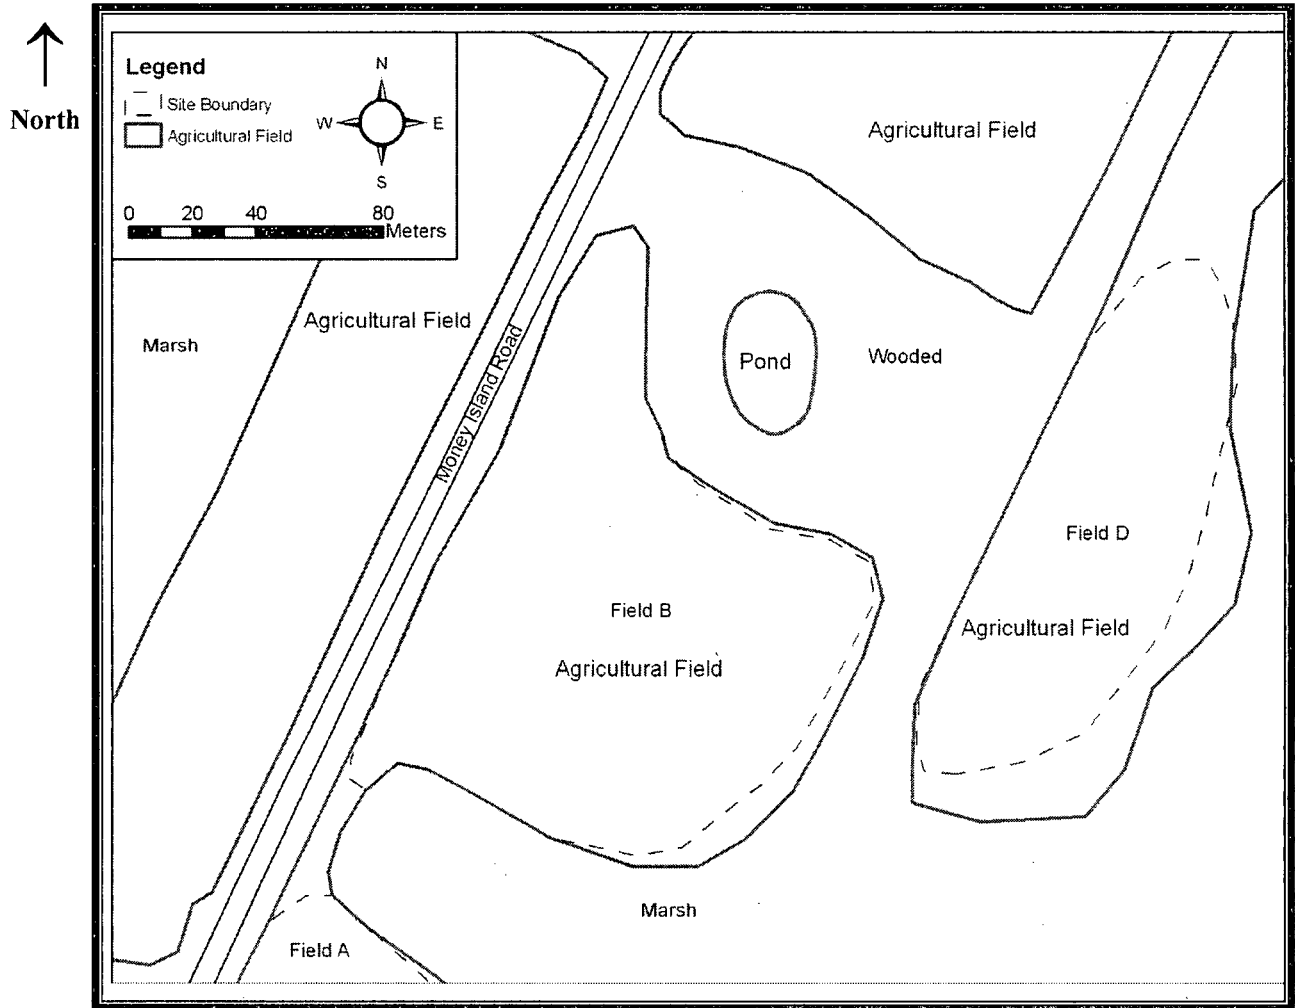 North
Legend
Site Boundary
Agricultural Field
N
W E
S
0 20 40 80
Meters
Agricultural Field
Agricultural Field
Marsh
Money Island Road
Pond
Wooded
Field D
Agricultural Field
Field B
Agricultural Field
Marsh
Field A